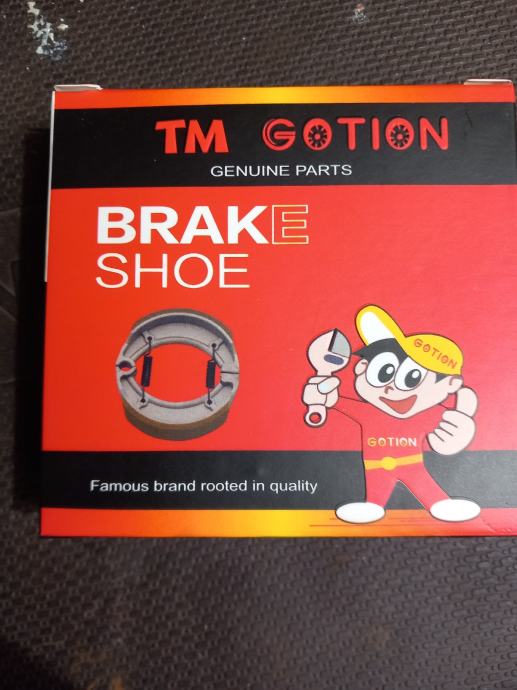 TM GOTION
GENUINE PARTS
BRAKE
SHOE
GOTION
GOTION
Famous brand rooted in quality